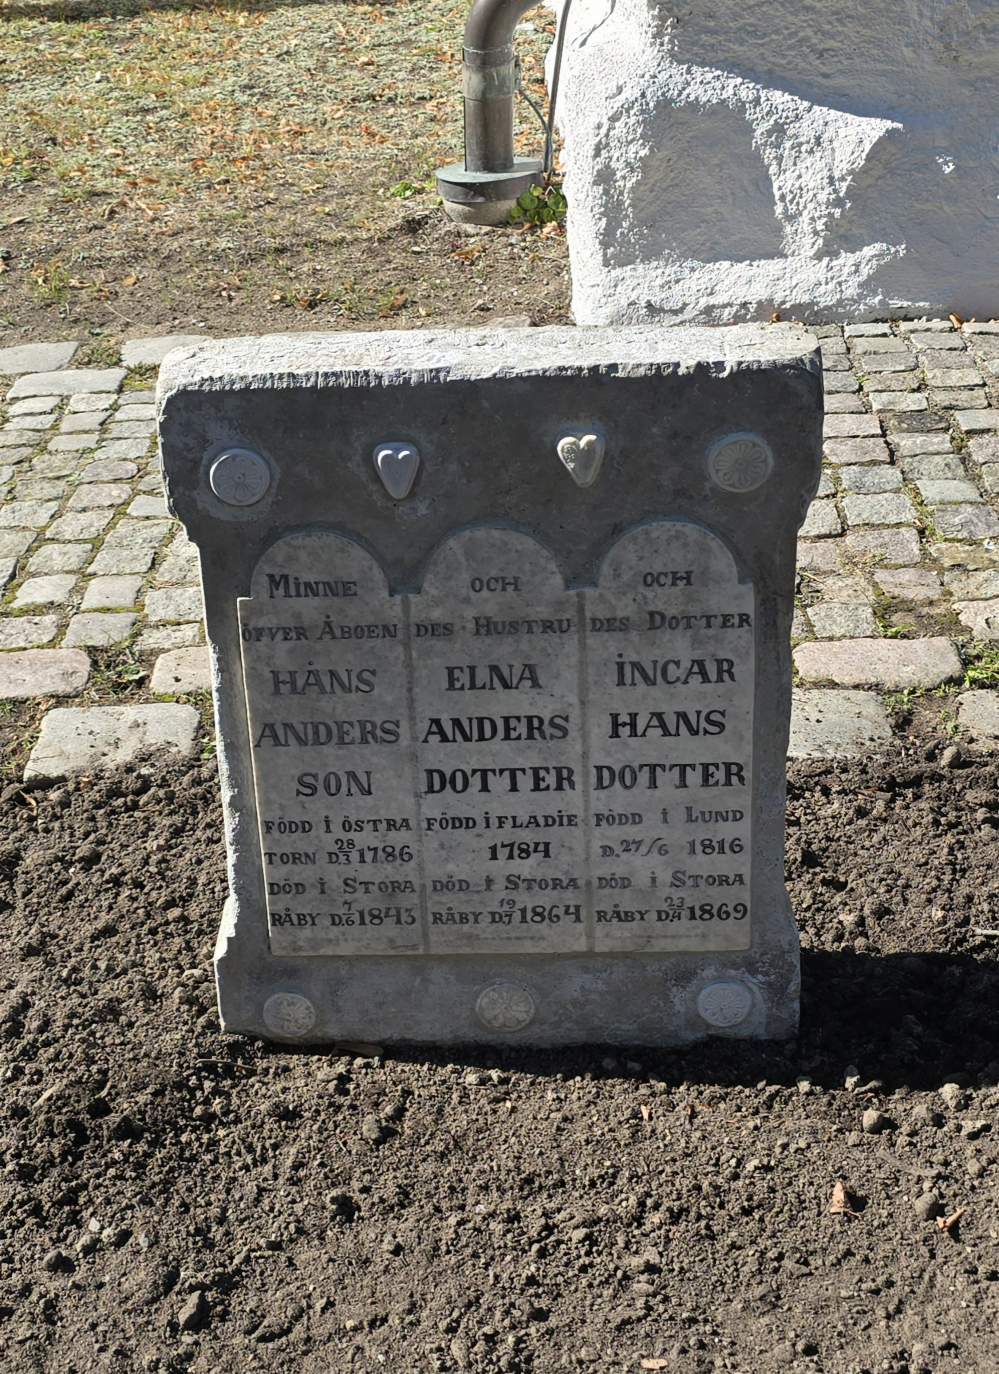 MINNE
ÖFVER ÅBOEN
HÅNS
ANDERS
SON
FÖDD I ÖSTRA
TORN D. 28/3 1786
DÖD I STORA
RÅBY D. 7/6 1843
OCH
DES HUSTRU
ELNA
ANDERS
DOTTER
FÖDD I FLADIE
1784
DÖD I STORA
RÅBY D. 19/7 1864
OCH
DES DOTTER
INGAR
HANS
DOTTER
FÖDD I LUND
D. 27/6 1816
DÖD I STORA
RÅBY D. 23/4 1869